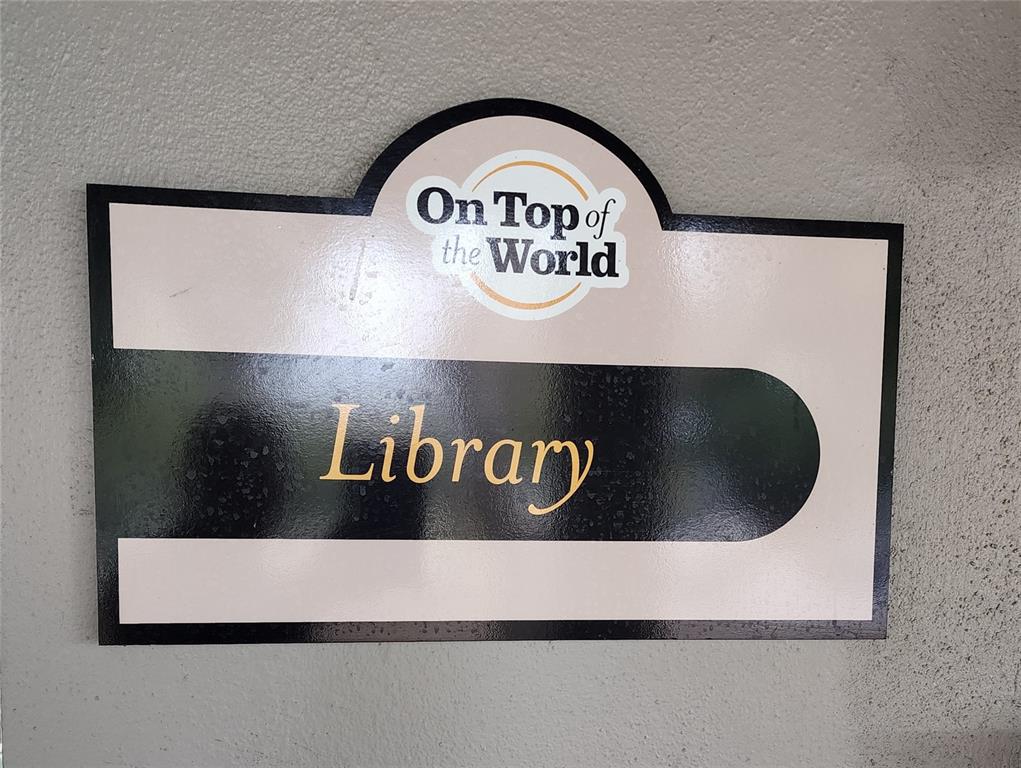 On Top of
the World
Library